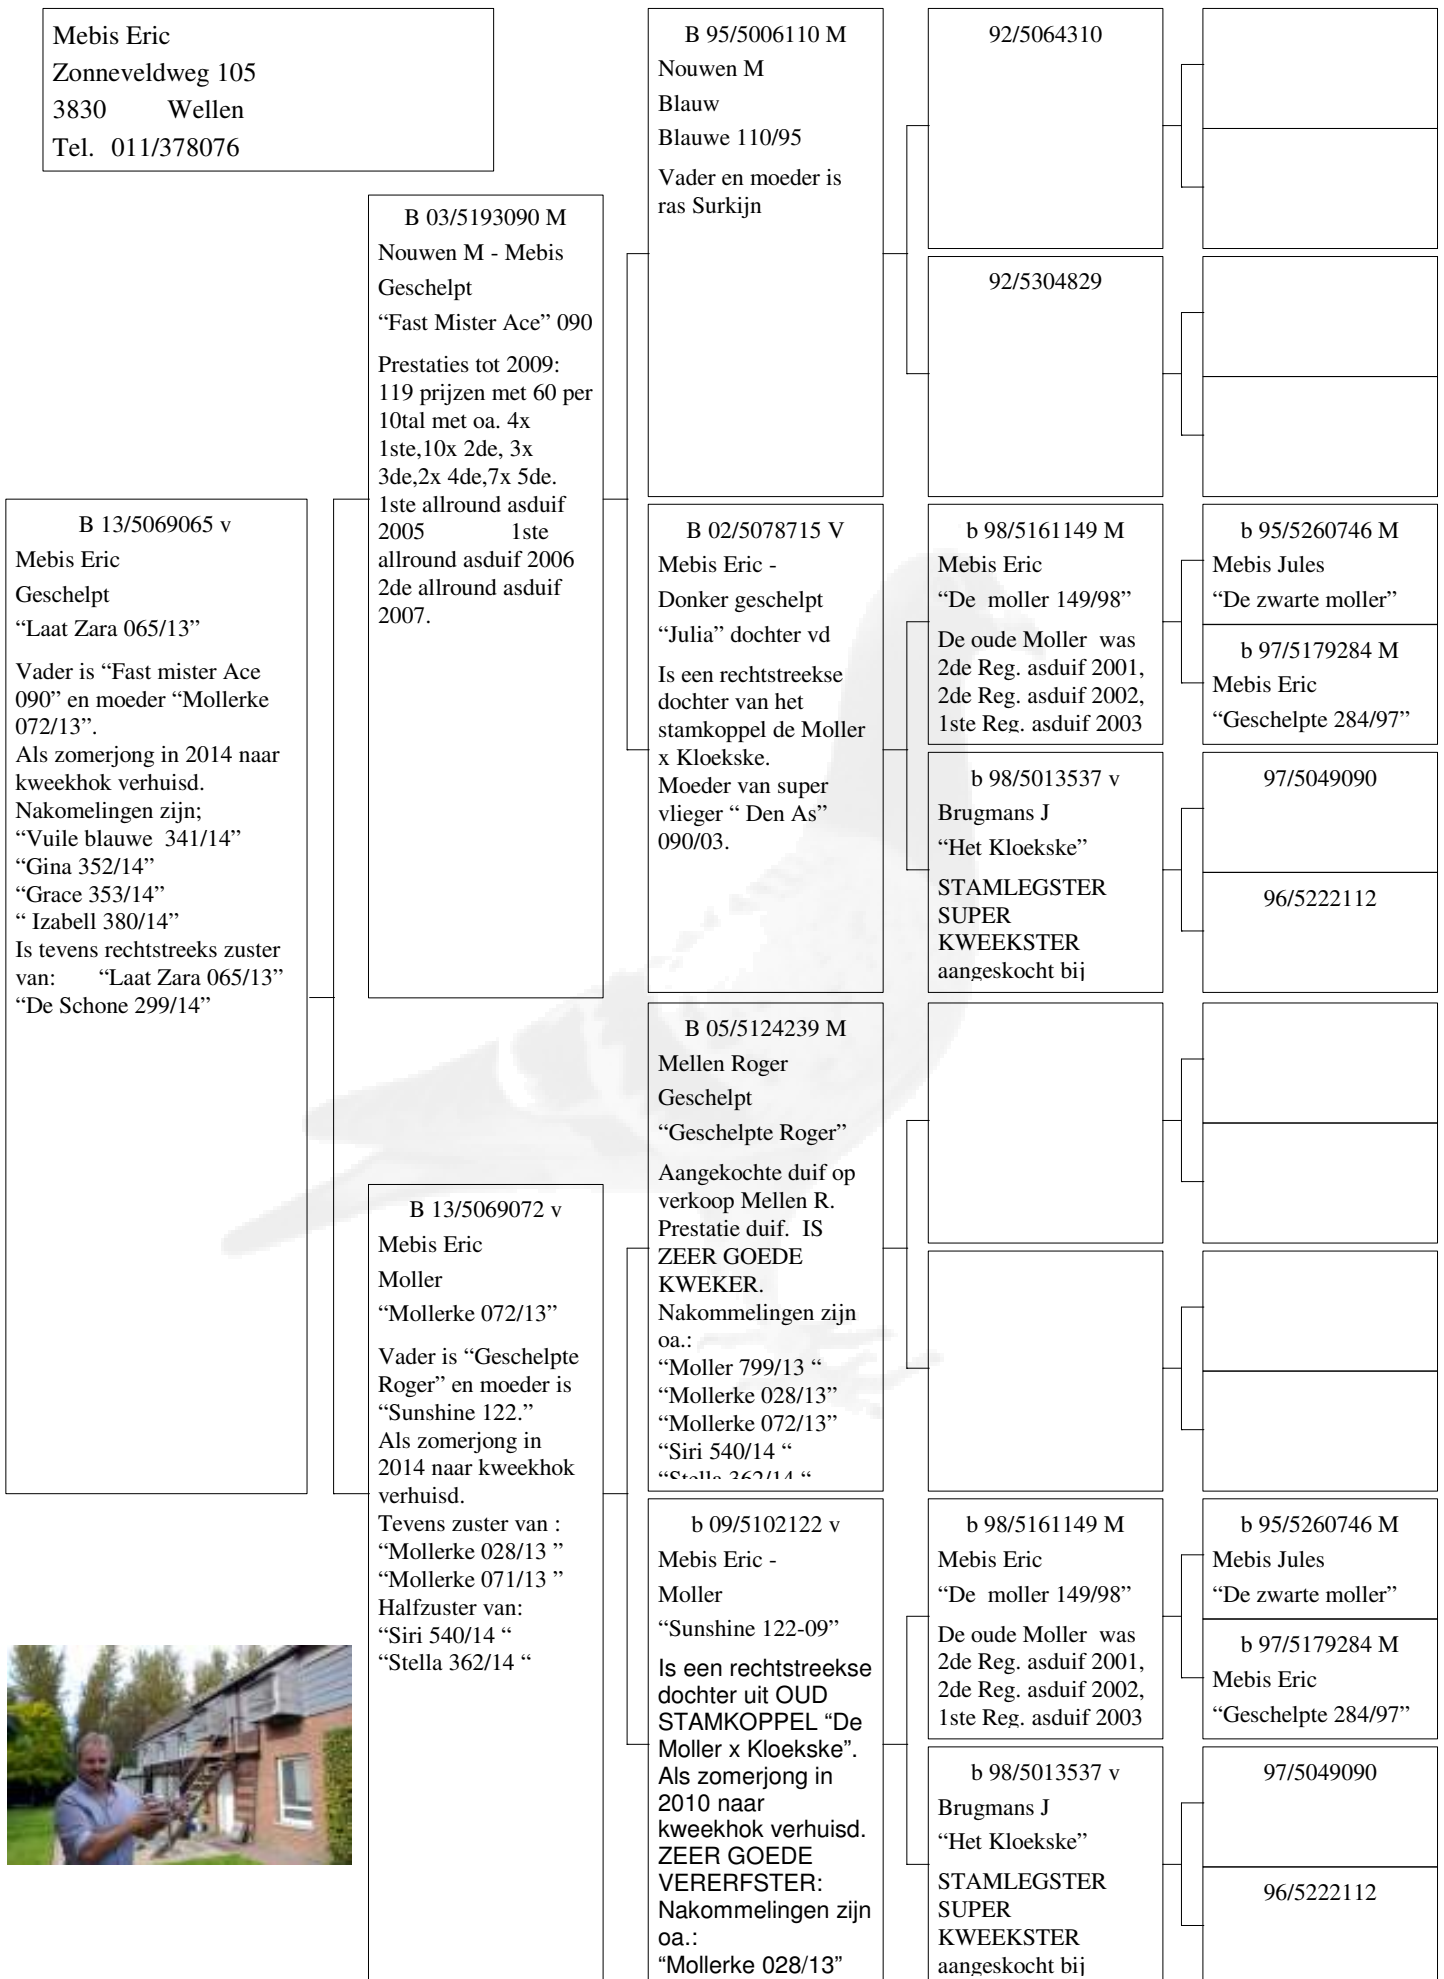 Mebis Eric
Zonneveldweg 105
3830 Wellen
Tel. 011/378076
B 13/5069065 v
Mebis Eric
Geschelpt
“Laat Zara 065/13”
Vader is “Fast mister Ace
090” en moeder “Mollerke
072/13”.
Als zomerjong in 2014 naar
kweekhok verhuisd.
Nakomelingen zijn;
“Vuile blauwe 341/14”
“Gina 352/14”
“Grace 353/14”
“ Izabell 380/14”
Is tevens rechtstreeks zuster
van: “Laat Zara 065/13”
“De Schone 299/14”
B 03/5193090 M
Nouwen M - Mebis
Geschelpt
“Fast Mister Ace” 090
Prestaties tot 2009:
119 prijzen met 60 per
10tal met oa. 4x
1ste,10x 2de, 3x
3de,2x 4de,7x 5de.
1ste allround asduif
2005 1ste
allround asduif 2006
2de allround asduif
2007.
B 13/5069072 v
Mebis Eric
Moller
“Mollerke 072/13”
Vader is “Geschelpte
Roger” en moeder is
“Sunshine 122.”
Als zomerjong in
2014 naar kweekhok
verhuisd.
Tevens zuster van :
“Mollerke 028/13 ”
“Mollerke 071/13 ”
Halfzuster van:
“Siri 540/14 “
“Stella 362/14 “
B 95/5006110 M
Nouwen M
Blauw
Blauwe 110/95
Vader en moeder is
ras Surkijn
B 02/5078715 V
Mebis Eric -
Donker geschelpt
“Julia” dochter vd
Is een rechtstreekse
dochter van het
stamkoppel de Moller
x Kloekske.
Moeder van super
vlieger “ Den As”
090/03.
B 05/5124239 M
Mellen Roger
Geschelpt
“Geschelpte Roger”
Aangekochte duif op
verkoop Mellen R.
Prestatie duif. IS
ZEER GOEDE
KWEKER.
Nakommelingen zijn
oa.:
“Moller 799/13 “
“Mollerke 028/13”
“Mollerke 072/13”
“Siri 540/14 “
“Stella 362/14 “
b 09/5102122 v
Mebis Eric -
Moller
“Sunshine 122-09”
Is een rechtstreekse
dochter uit OUD
STAMKOPPEL “De
Moller x Kloekske”.
Als zomerjong in
2010 naar
kweekhok verhuisd.
ZEER GOEDE
VERERFSTER:
Nakommelingen zijn
oa.:
“Mollerke 028/13”
92/5064310
92/5304829
b 98/5161149 M
Mebis Eric
“De moller 149/98”
De oude Moller was
2de Reg. asduif 2001,
2de Reg. asduif 2002,
1ste Reg. asduif 2003
b 98/5013537 v
Brugmans J
“Het Kloekske”
STAMLEGSTER
SUPER
KWEEKSTER
aangeskocht bij
b 98/5161149 M
Mebis Eric
“De moller 149/98”
De oude Moller was
2de Reg. asduif 2001,
2de Reg. asduif 2002,
1ste Reg. asduif 2003
b 98/5013537 v
Brugmans J
“Het Kloekske”
STAMLEGSTER
SUPER
KWEEKSTER
aangeskocht bij
b 95/5260746 M
Mebis Jules
“De zwarte moller”
b 97/5179284 M
Mebis Eric
“Geschelpte 284/97”
97/5049090
96/5222112
b 95/5260746 M
Mebis Jules
“De zwarte moller”
b 97/5179284 M
Mebis Eric
“Geschelpte 284/97”
97/5049090
96/5222112